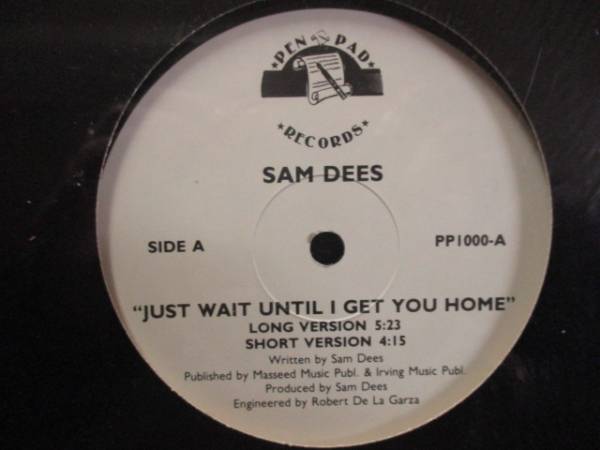 ★PEN & PAD★
★RECORDS★
SAM DEES
SIDE A
PP1000-A
"JUST WAIT UNTIL I GET YOU HOME"
LONG VERSION 5:23
SHORT VERSION 4:15
Written by Sam Dees
Published by Masseed Music Publ. & Irving Music Publ.
Produced by Sam Dees
Engineered by Robert De La Garza